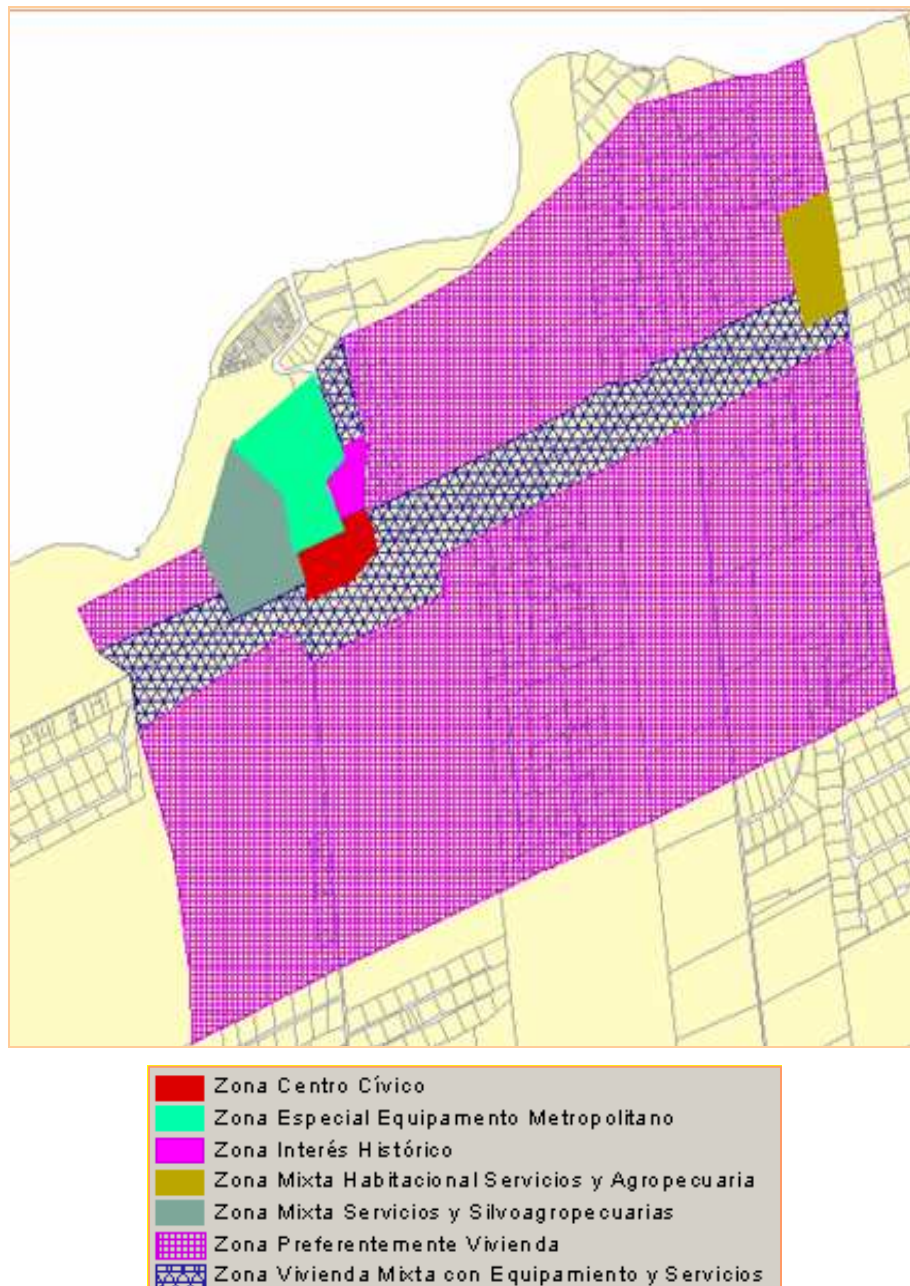 Zona Centro Cívico
Zona Especial Equipamento Metropolitano
Zona Interés Histórico
Zona Mixta Habitacional Servicios y Agropecuaria
Zona Mixta Servicios y Silvoagropecuarias
Zona Preferentemente Vivienda
Zona Vivienda Mixta con Equipamiento y Servicios